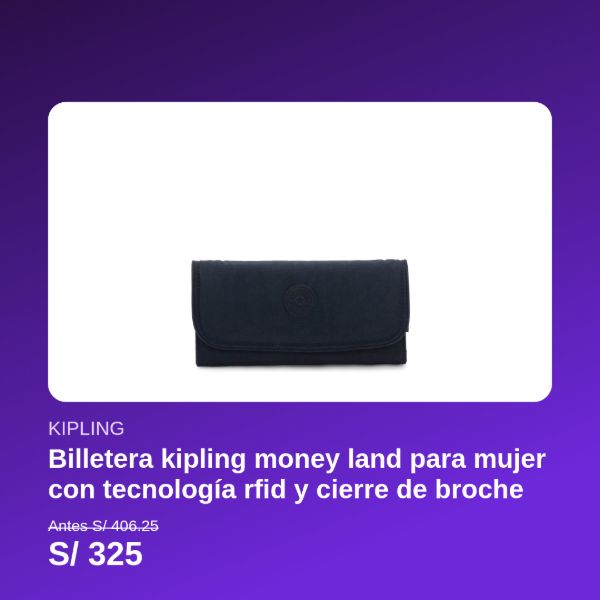 KIPLING
Billetera kipling money land para mujer
con tecnología rfid y cierre de broche
Antes S/ 406.25
S/ 325